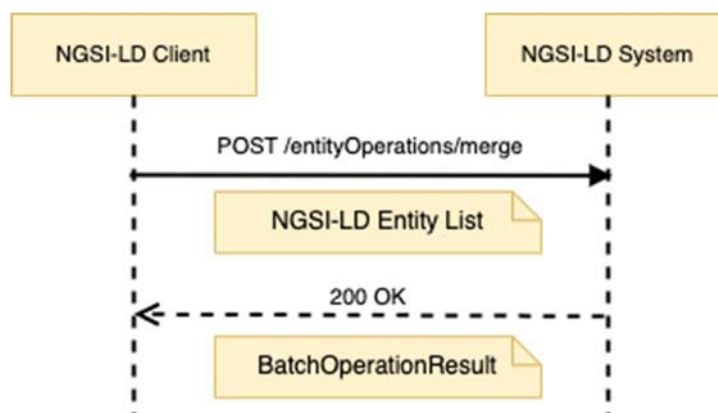 NGSI-LD Client
NGSI-LD System
POST /entityOperations/merge
NGSI-LD Entity List
200 OK
BatchOperationResult